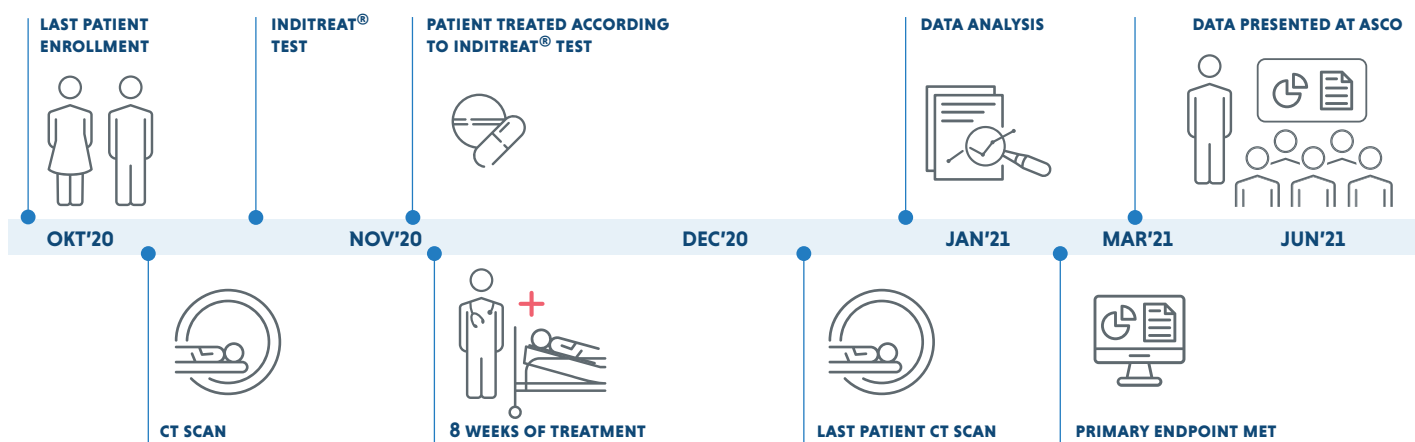 LAST PATIENT
ENROLLMENT
INDITREAT®
TEST
PATIENT TREATED ACCORDING
TO INDITREAT® TEST
DATA ANALYSIS
DATA PRESENTED AT ASCO
OKT'20
NOV'20
DEC'20
JAN'21
MAR'21
JUN'21
CT SCAN
8 WEEKS OF TREATMENT
LAST PATIENT CT SCAN
PRIMARY ENDPOINT MET